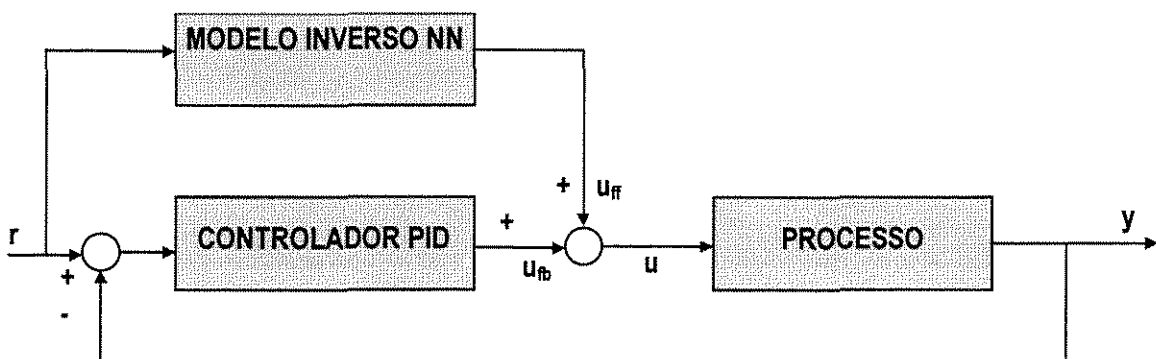 MODELO INVERSO NN
+
u_ff
r
+
-
CONTROLADOR PID
+
u_fb
u
PROCESSO
y